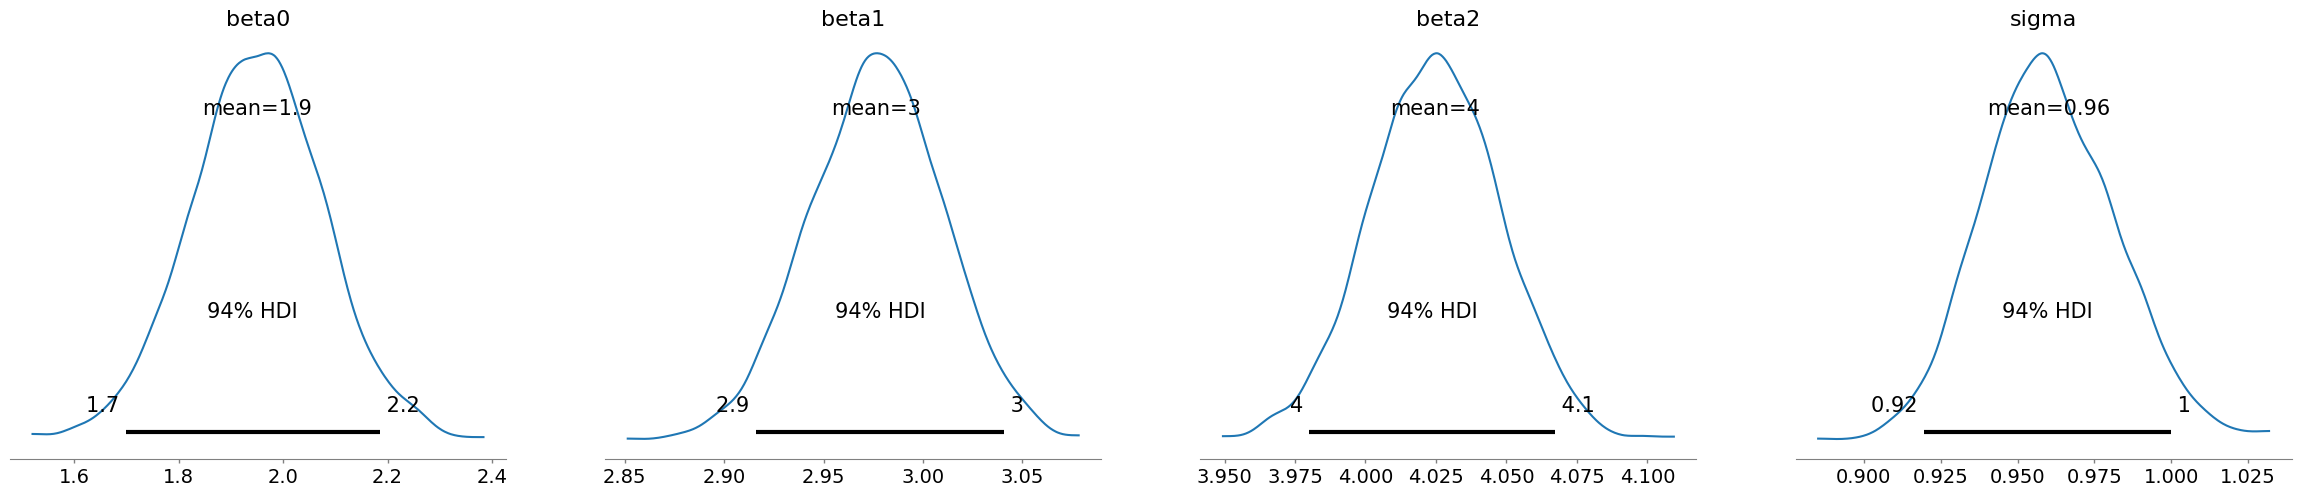 beta0
mean=1.9
94% HDI
1.7 2.2
1.6 1.8 2.0 2.2 2.4
beta1
mean=3
94% HDI
2.9 3
2.85 2.90 2.95 3.00 3.05
beta2
mean=4
94% HDI
4 4.1
3.950 3.975 4.000 4.025 4.050 4.075 4.100
sigma
mean=0.96
94% HDI
0.92 1
0.900 0.925 0.950 0.975 1.000 1.025